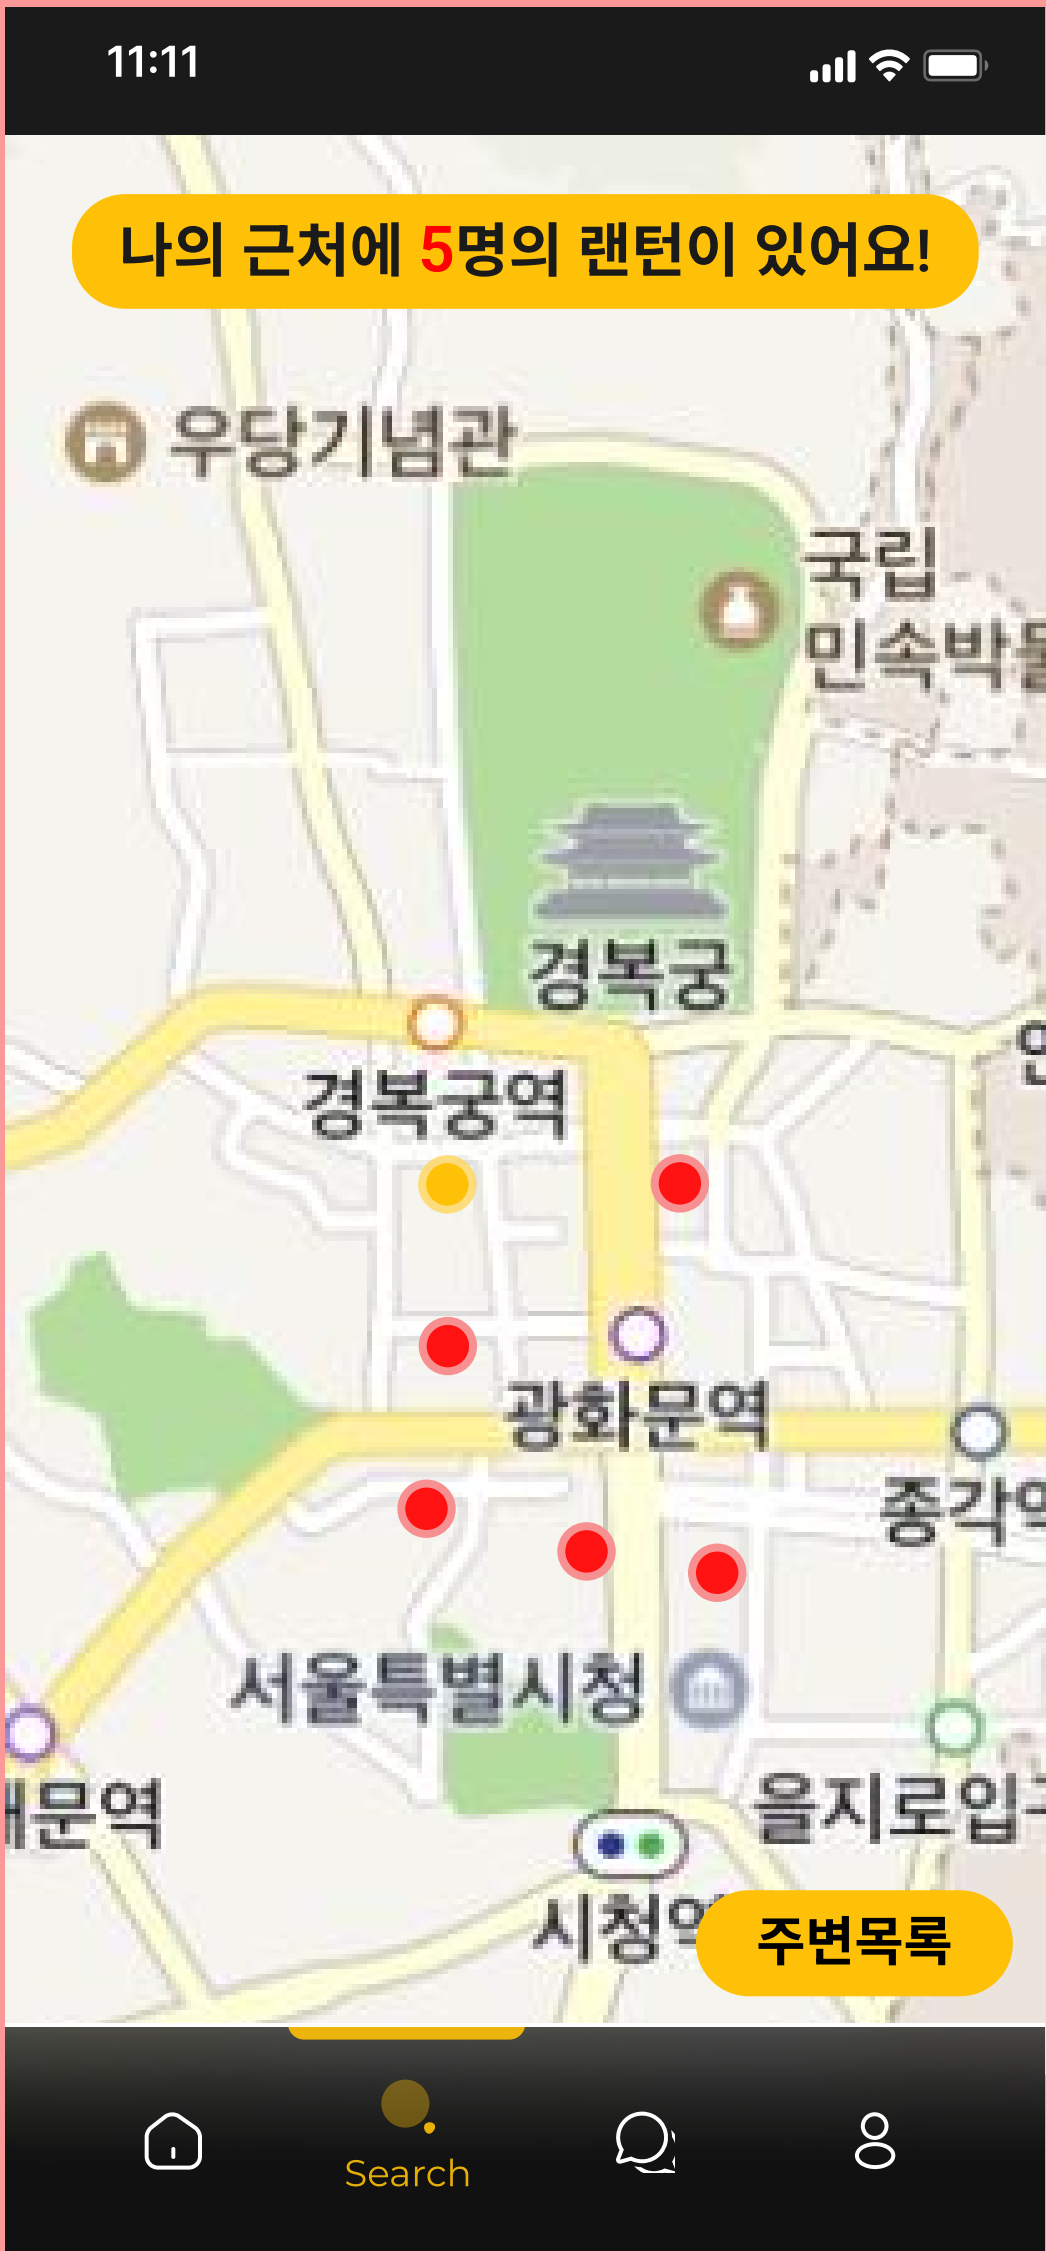 11:11
나의 근처에 5명의 랜턴이 있어요!
우당기념관
국립
민속박물
경복궁
경복궁역
광화문역
종각역
서울특별시청
문역
을지로입
시청역
주변목록
Search